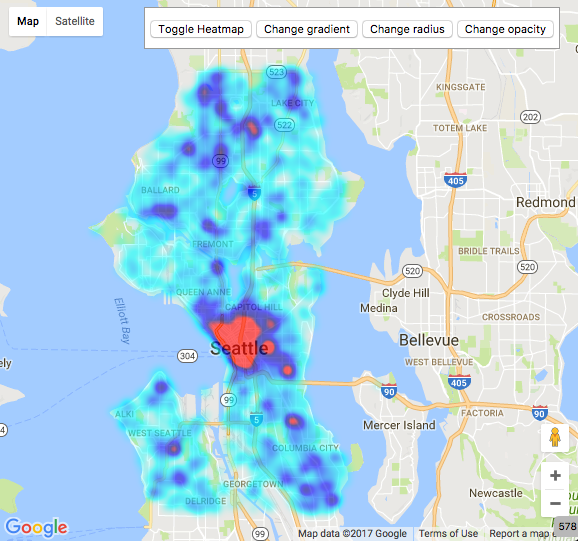 Map Satellite
Toggle Heatmap Change gradient Change radius Change opacity
523
LAKE CITY
KINGSGATE
522
202
TOTEM LAKE
99
405
BALLARD
5
Redmond
FREMONT
BRIDLE TRAILS
520
520
QUEEN ANNE
Clyde Hill
CAPITOL HILL
Medina
CROSSROADS
Elliott Bay
Seattle
Bellevue
304
WEST BELLEVUE
ely
405
99
90
90
ALKI
5
FACTORIA
WEST SEATTLE
Mercer Island
COLUMBIA CITY
GEORGETOWN
Newcastle
DELRIDGE
+
−
578
Google
99
Map data ©2017 Google Terms of Use Report a map e